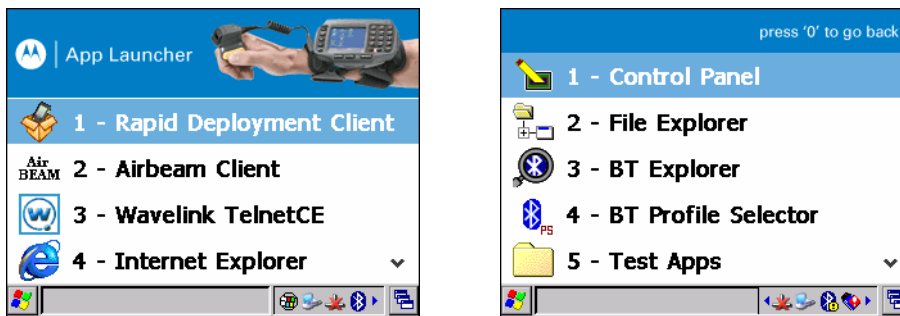 App Launcher
1 - Rapid Deployment Client
Air BEAM 2 - Airbeam Client
3 - Wavelink TelnetCE
4 - Internet Explorer
press ‘0’ to go back
1 - Control Panel
2 - File Explorer
3 - BT Explorer
PS 4 - BT Profile Selector
5 - Test Apps